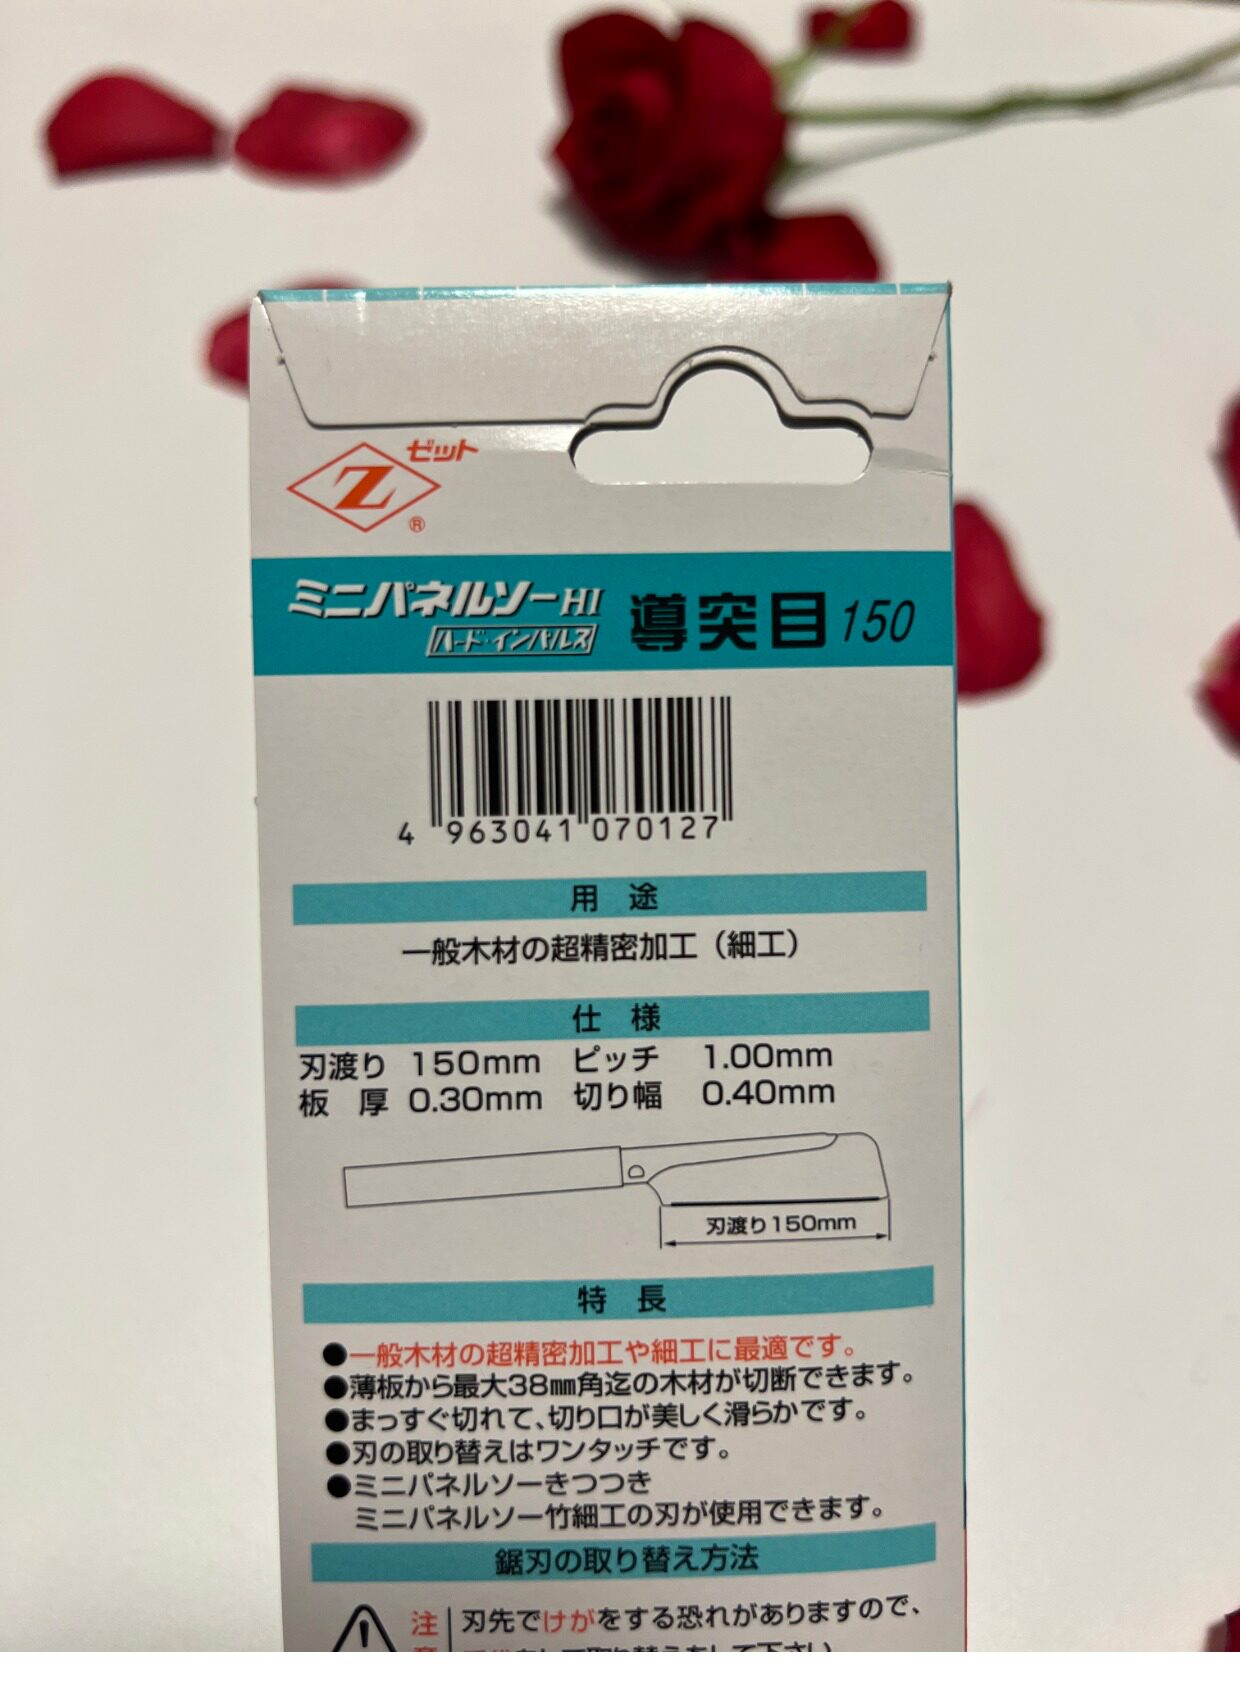 ゼット
Z
®
ミニパネルソーHI 導突目150
ハード・インパルス
4 963041 070127
用 途
一般木材の超精密加工（細工）
仕 様
刃渡り 150mm ピッチ 1.00mm
板 厚 0.30mm 切り幅 0.40mm
刃渡り150mm
特 長
●一般木材の超精密加工や細工に最適です。
●薄板から最大38㎜角迄の木材が切断できます。
●まっすぐ切れて、切り口が美しく滑らかです。
●刃の取り替えはワンタッチです。
●ミニパネルソーきつつき
ミニパネルソー竹細工の刃が使用できます。
鋸刃の取り替え方法
注 刃先でけがをする恐れがありますので、